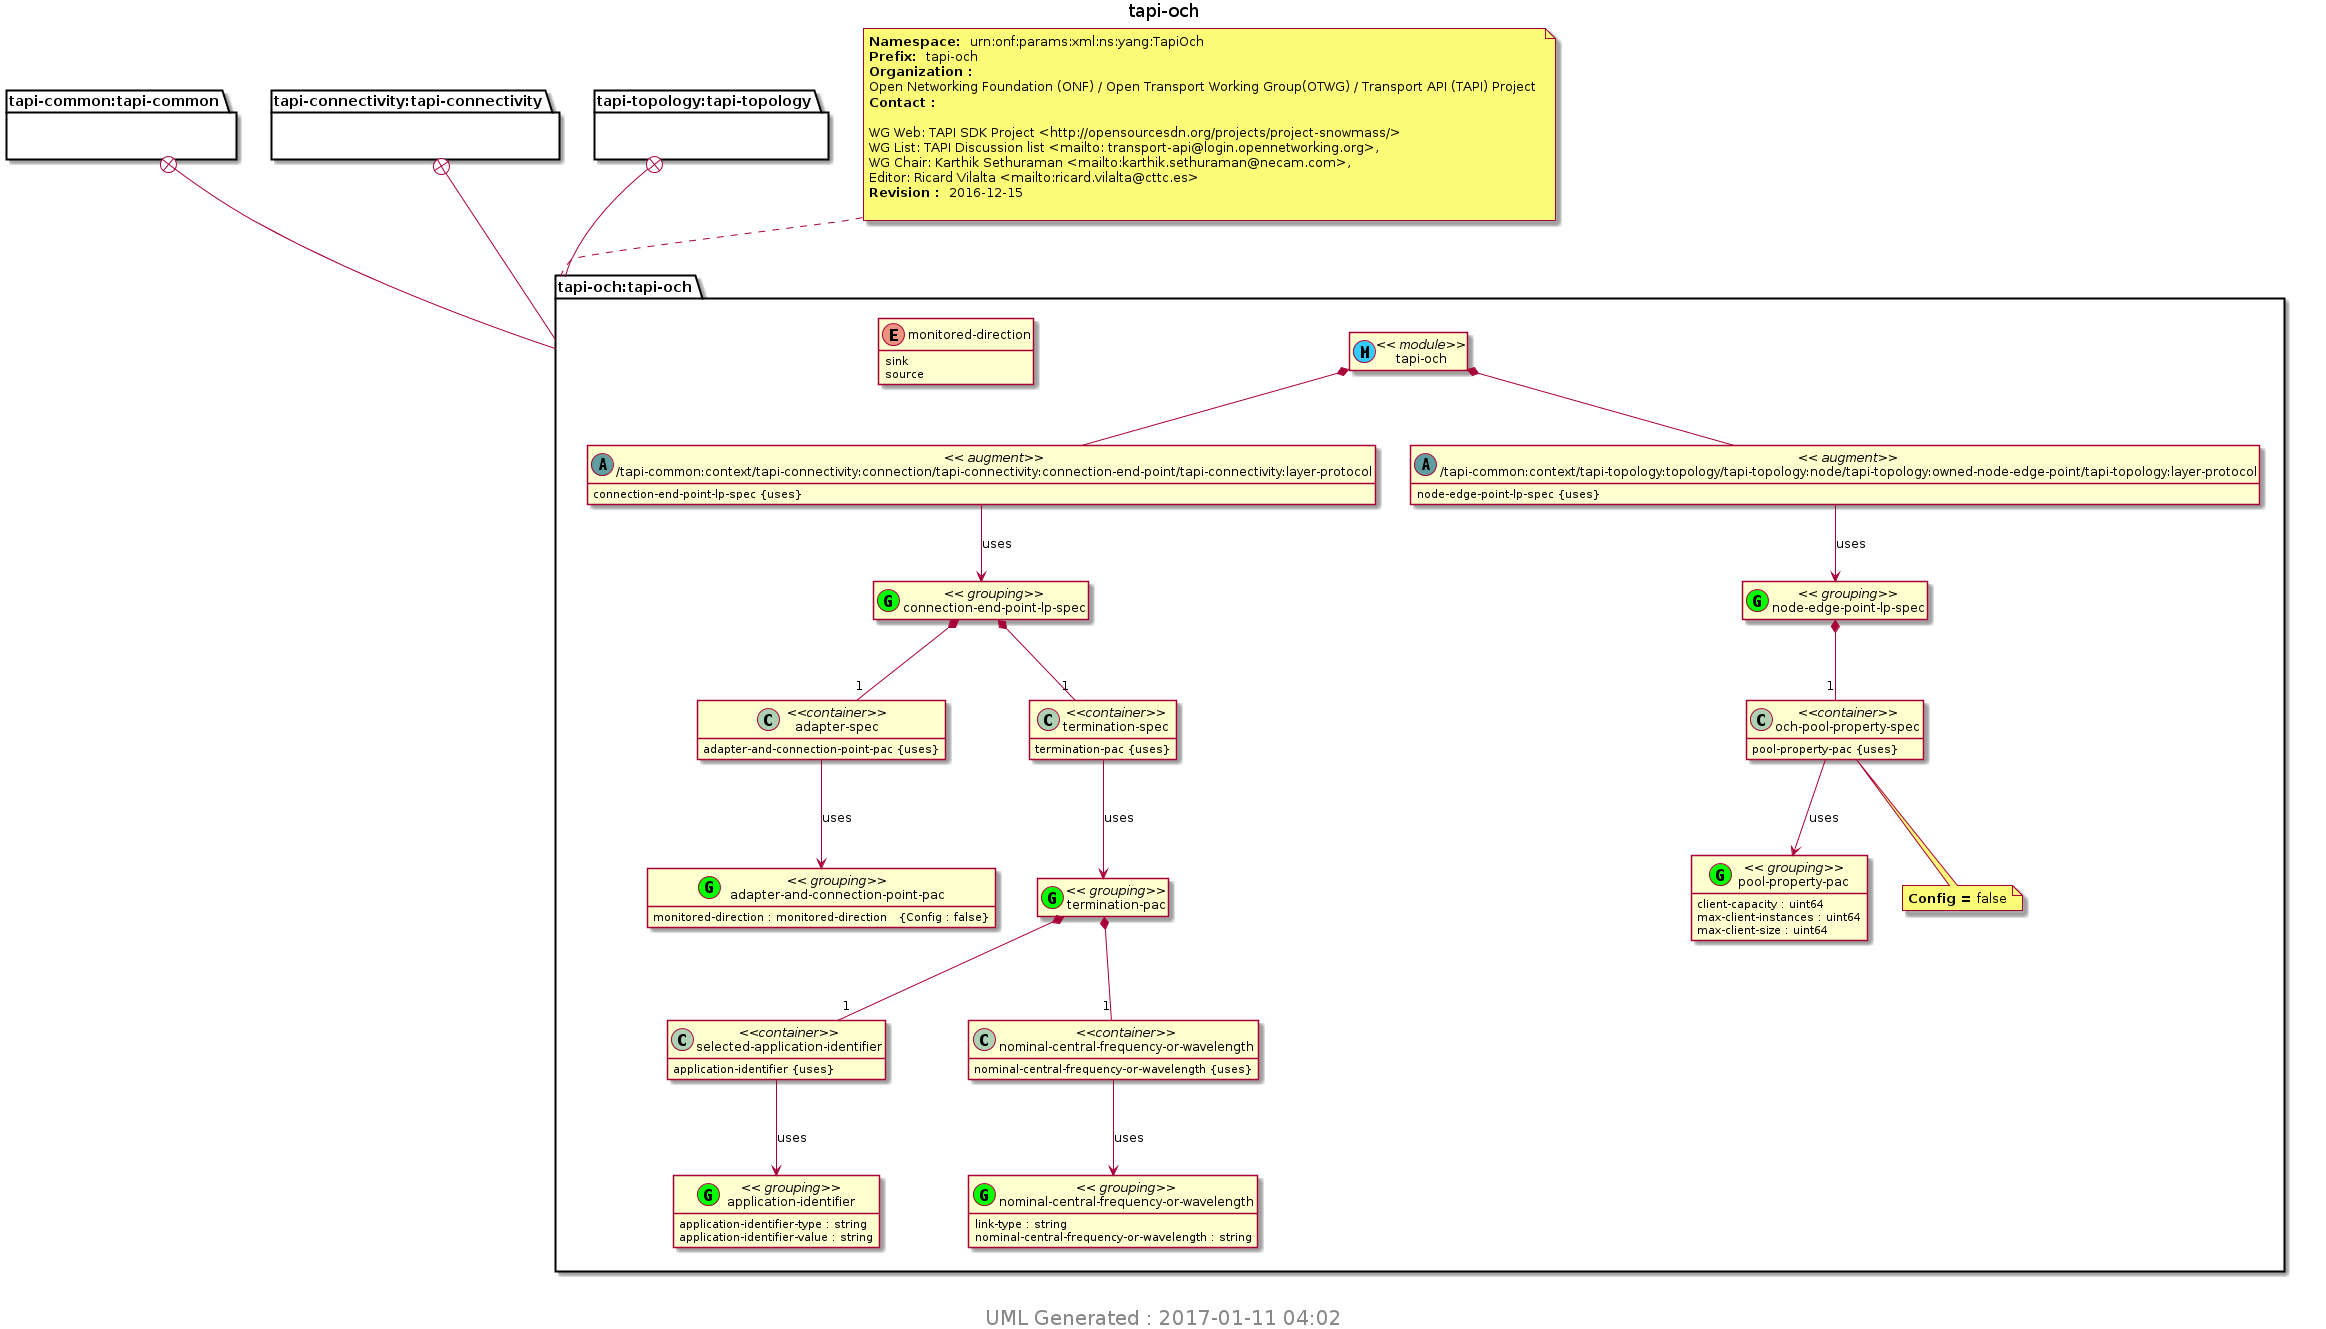 tapi-och
Namespace: urn:onf:params:xml:ns:yang:TapiOch
Prefix: tapi-och
Organization :
Open Networking Foundation (ONF) / Open Transport Working Group(OTWG) / Transport API (TAPI) Project
Contact :
WG Web: TAPI SDK Project <http://opensourcesdn.org/projects/project-snowmass/>
WG List: TAPI Discussion list <mailto: transport-api@login.opennetworking.org>,
WG Chair: Karthik Sethuraman <mailto:karthik.sethuraman@necam.com>,
Editor: Ricard Vilalta <mailto:ricard.vilalta@cttc.es>
Revision : 2016-12-15
tapi-common:tapi-common
tapi-connectivity:tapi-connectivity
tapi-topology:tapi-topology
tapi-och:tapi-och
E monitored-direction
sink
source
M
<< module>>
tapi-och
A
<< augment>>
/tapi-common:context/tapi-connectivity:connection/tapi-connectivity:connection-end-point/tapi-connectivity:layer-protocol
connection-end-point-lp-spec {uses}
A
<< augment>>
/tapi-common:context/tapi-topology:topology/tapi-topology:node/tapi-topology:owned-node-edge-point/tapi-topology:layer-protocol
node-edge-point-lp-spec {uses}
uses
uses
G
<< grouping>>
connection-end-point-lp-spec
G
<< grouping>>
node-edge-point-lp-spec
1
1
1
C
<<container>>
adapter-spec
adapter-and-connection-point-pac {uses}
C
<<container>>
termination-spec
termination-pac {uses}
C
<<container>>
och-pool-property-spec
pool-property-pac {uses}
uses
uses
uses
G
<< grouping>>
adapter-and-connection-point-pac
monitored-direction : monitored-direction {Config : false}
G
<< grouping>>
termination-pac
G
<< grouping>>
pool-property-pac
client-capacity : uint64
max-client-instances : uint64
max-client-size : uint64
Config = false
1
1
C
<<container>>
selected-application-identifier
application-identifier {uses}
C
<<container>>
nominal-central-frequency-or-wavelength
nominal-central-frequency-or-wavelength {uses}
uses
uses
G
<< grouping>>
application-identifier
application-identifier-type : string
application-identifier-value : string
G
<< grouping>>
nominal-central-frequency-or-wavelength
link-type : string
nominal-central-frequency-or-wavelength : string
UML Generated : 2017-01-11 04:02